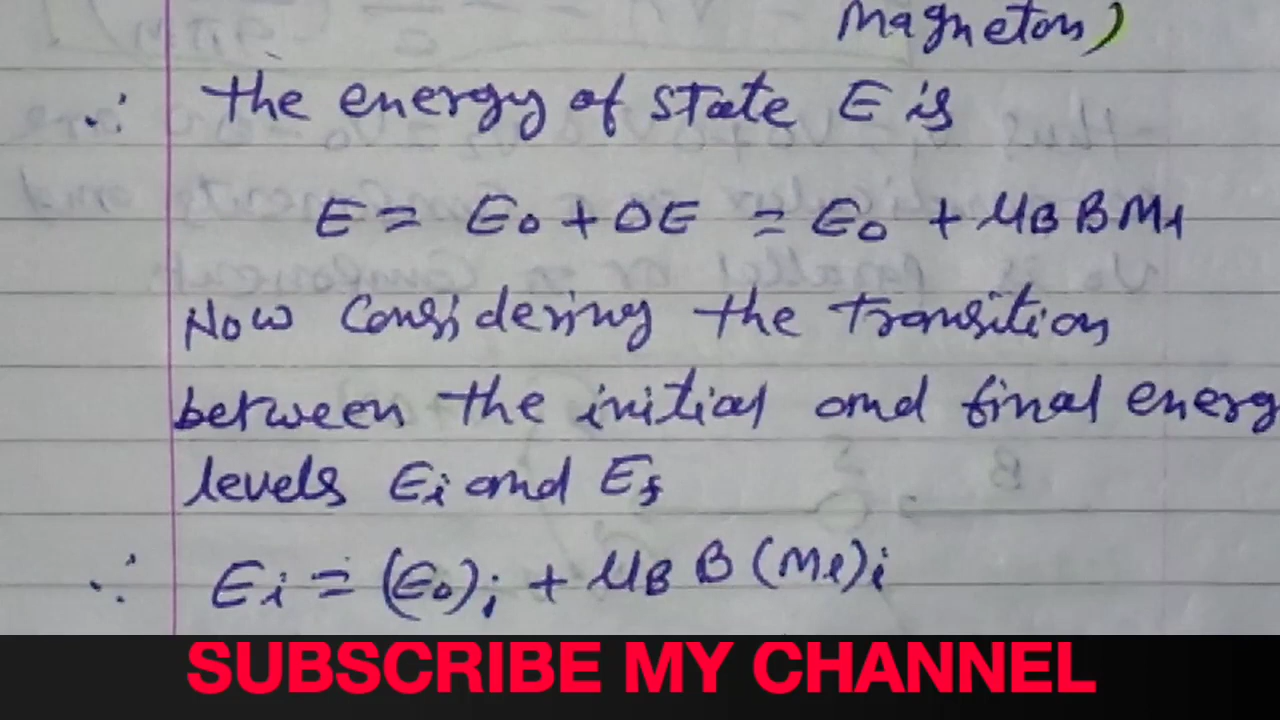 Magneton)
∴ the energy of state E is
E = E₀ + ΔE = E₀ + μB B Ml
Now Considering the transition
between the initial and final energ
levels Ei and Ef
∴ Ei = (E₀)i + μB B (Ml)i
SUBSCRIBE MY CHANNEL